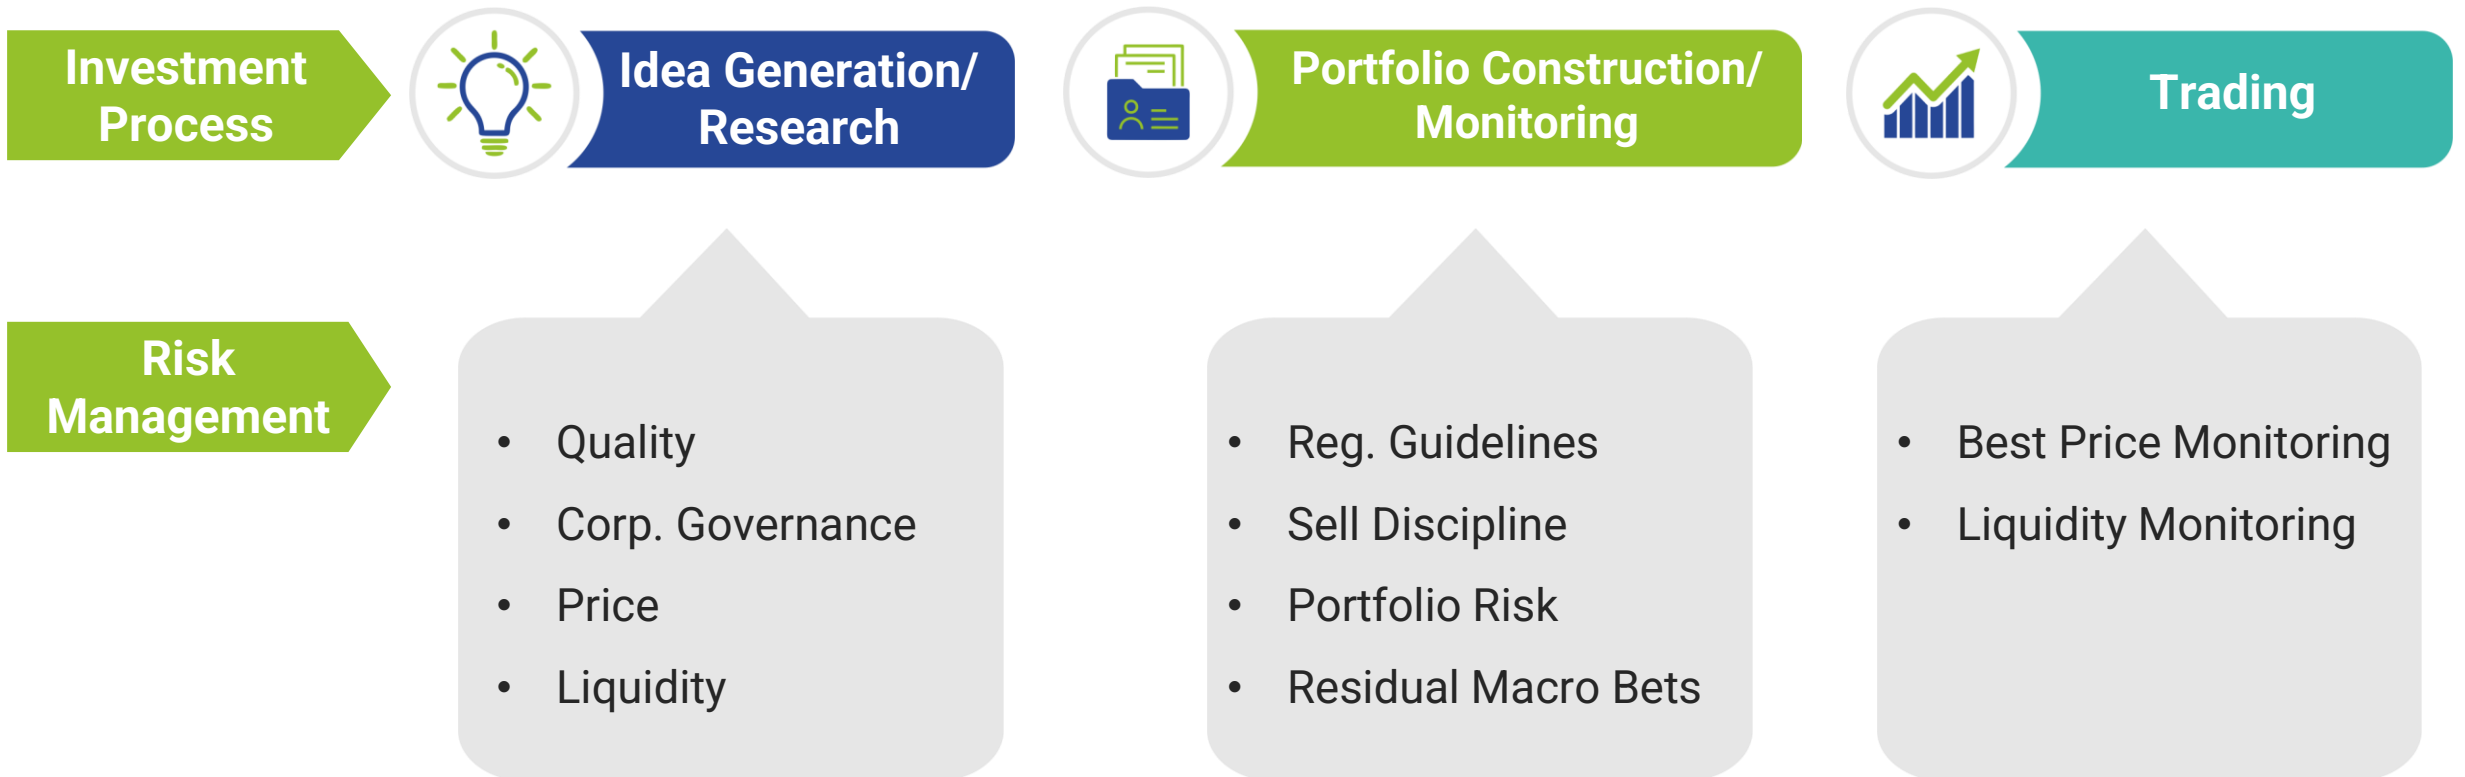 Investment
Process
Idea Generation/
Research
Portfolio Construction/
Monitoring
Trading
Risk
Management
• Quality
• Corp. Governance
• Price
• Liquidity
• Reg. Guidelines
• Sell Discipline
• Portfolio Risk
• Residual Macro Bets
• Best Price Monitoring
• Liquidity Monitoring